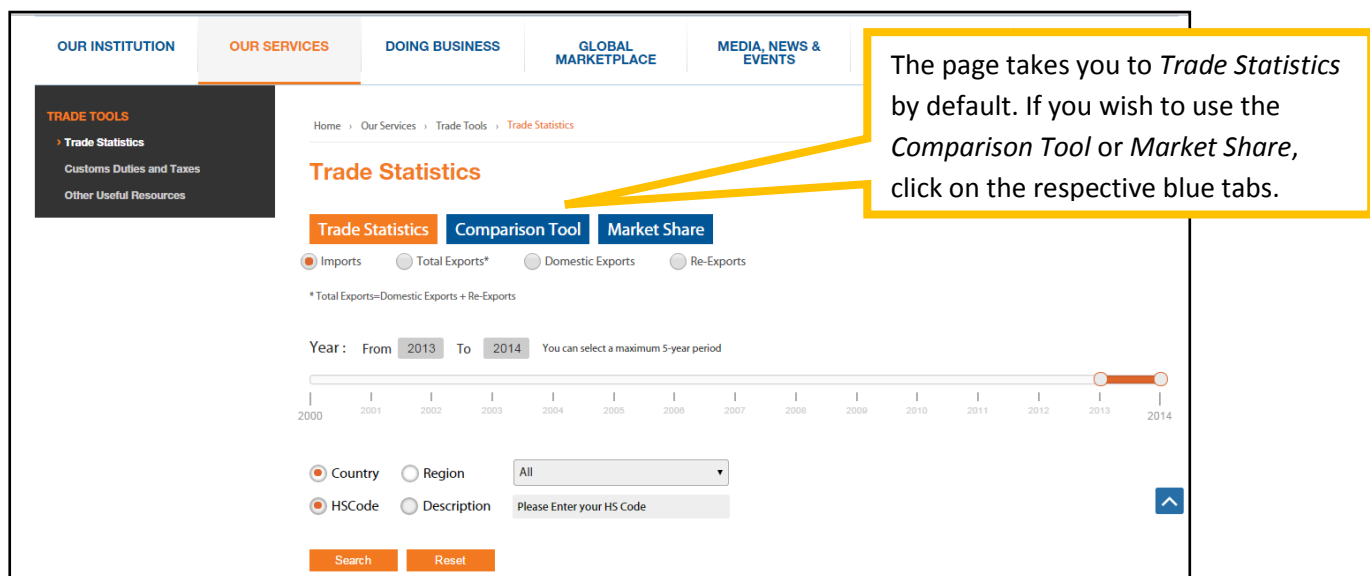 OUR INSTITUTION
OUR SERVICES
DOING BUSINESS
GLOBAL
MARKETPLACE
MEDIA, NEWS &
EVENTS
The page takes you to Trade Statistics
by default. If you wish to use the
Comparison Tool or Market Share,
click on the respective blue tabs.
TRADE TOOLS
› Trade Statistics
Customs Duties and Taxes
Other Useful Resources
Home › Our Services › Trade Tools › Trade Statistics
Trade Statistics
Trade Statistics Comparison Tool Market Share
Imports Total Exports* Domestic Exports Re-Exports
* Total Exports=Domestic Exports + Re-Exports
Year : From 2013 To 2014 You can select a maximum 5-year period
2000 2001 2002 2003 2004 2005 2006 2007 2008 2009 2010 2011 2012 2013 2014
Country Region All
HSCode Description Please Enter your HS Code
Search Reset